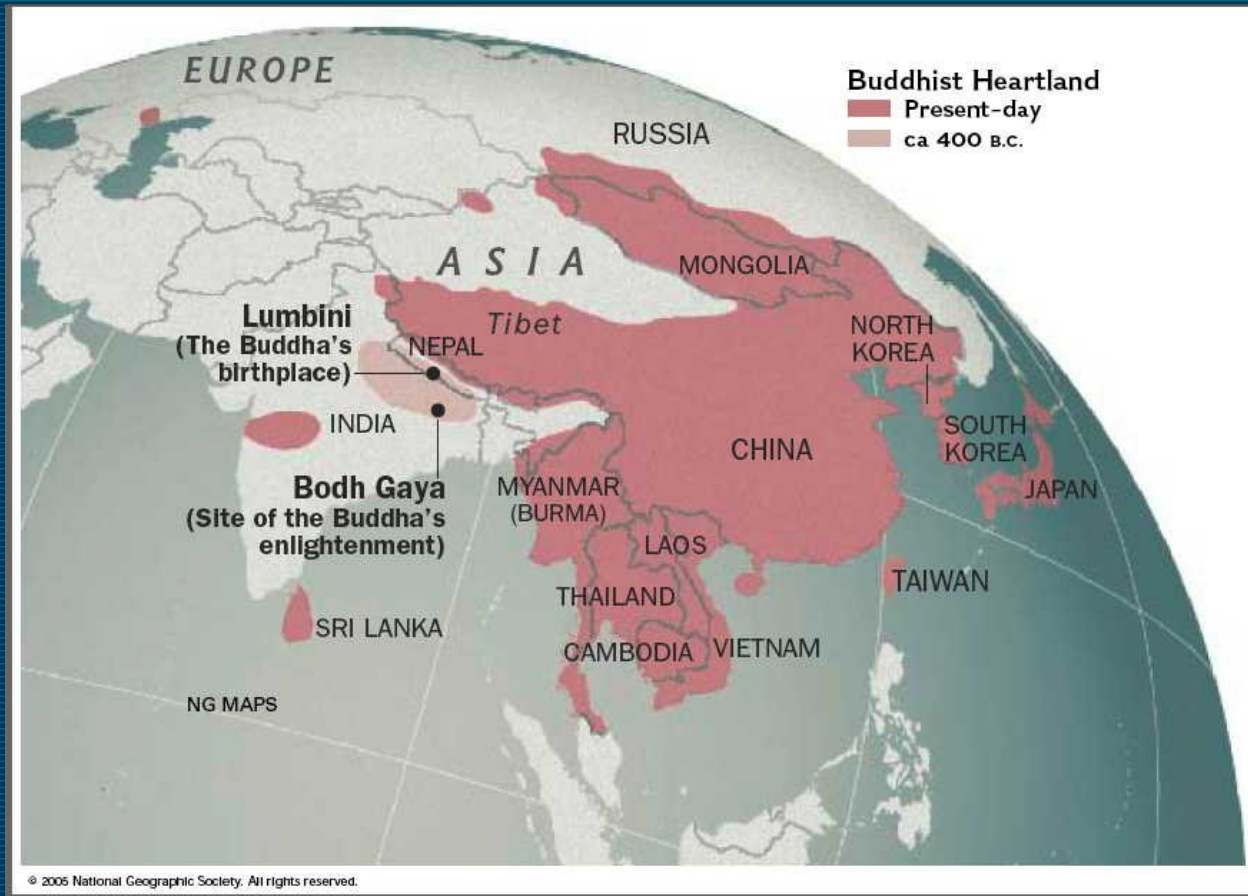 EUROPE
Buddhist Heartland
Present-day
ca 400 B.C.
RUSSIA
ASIA
MONGOLIA
Lumbini
(The Buddha's
birthplace)
Tibet
NEPAL
NORTH
KOREA
INDIA
CHINA
SOUTH
KOREA
Bodh Gaya
(Site of the Buddha's
enlightenment)
MYANMAR
(BURMA)
JAPAN
LAOS
TAIWAN
THAILAND
SRI LANKA
CAMBODIA
VIETNAM
NG MAPS
© 2005 National Geographic Society. All rights reserved.